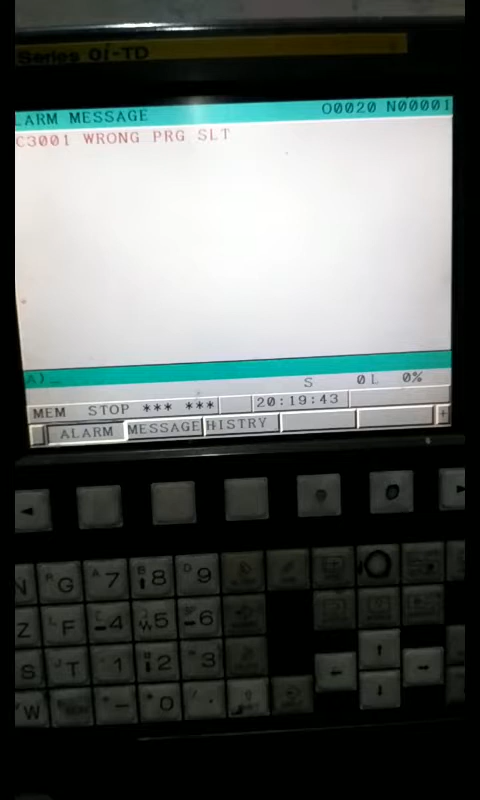 Series 0i-TD
LARM MESSAGE O0020 N00001
C3001 WRONG PRG SLT
A)_
S 0 L 0%
MEM STOP *** *** 20:19:43
ALARM MESSAGE HISTRY +
G 7 8 9
Z F 4 5 6
S T 1 2 3
W - 0 .